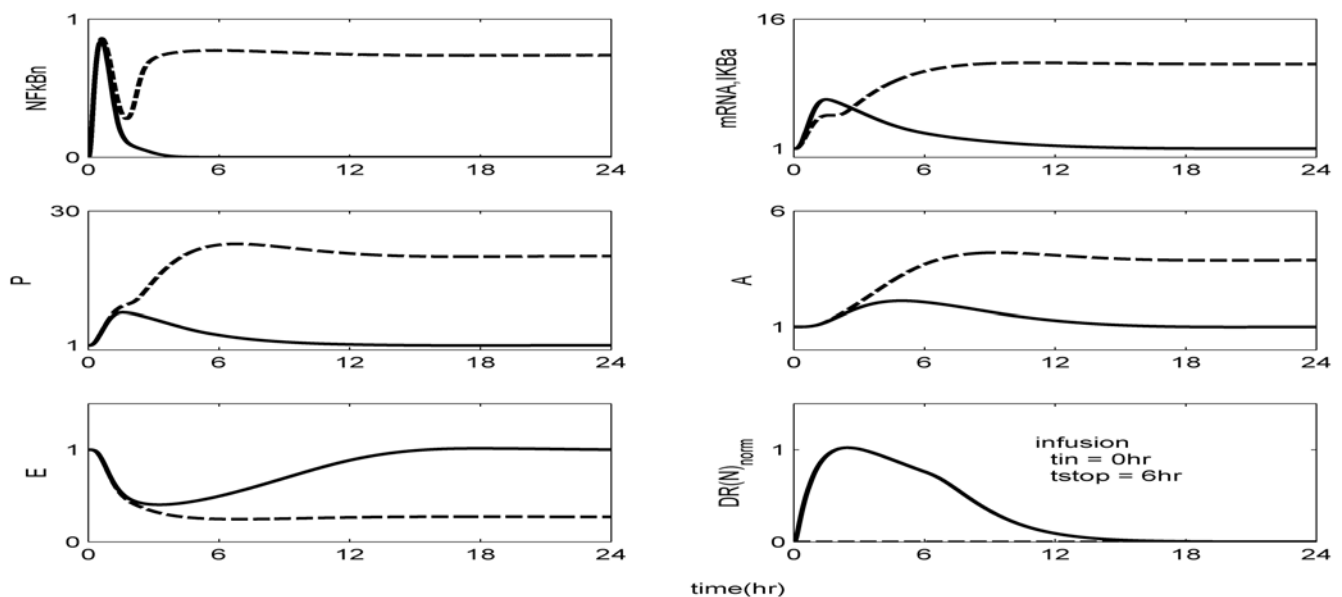 1
NFkBn
0
0 6 12 18 24
16
mRNA,IKBa
1
0 6 12 18 24
30
P
1
0 6 12 18 24
6
A
1
0 6 12 18 24
1
E
0
0 6 12 18 24
1
DR(N)norm
0
0 6 12 18 24
infusion
tin = 0hr
tstop = 6hr
time(hr)